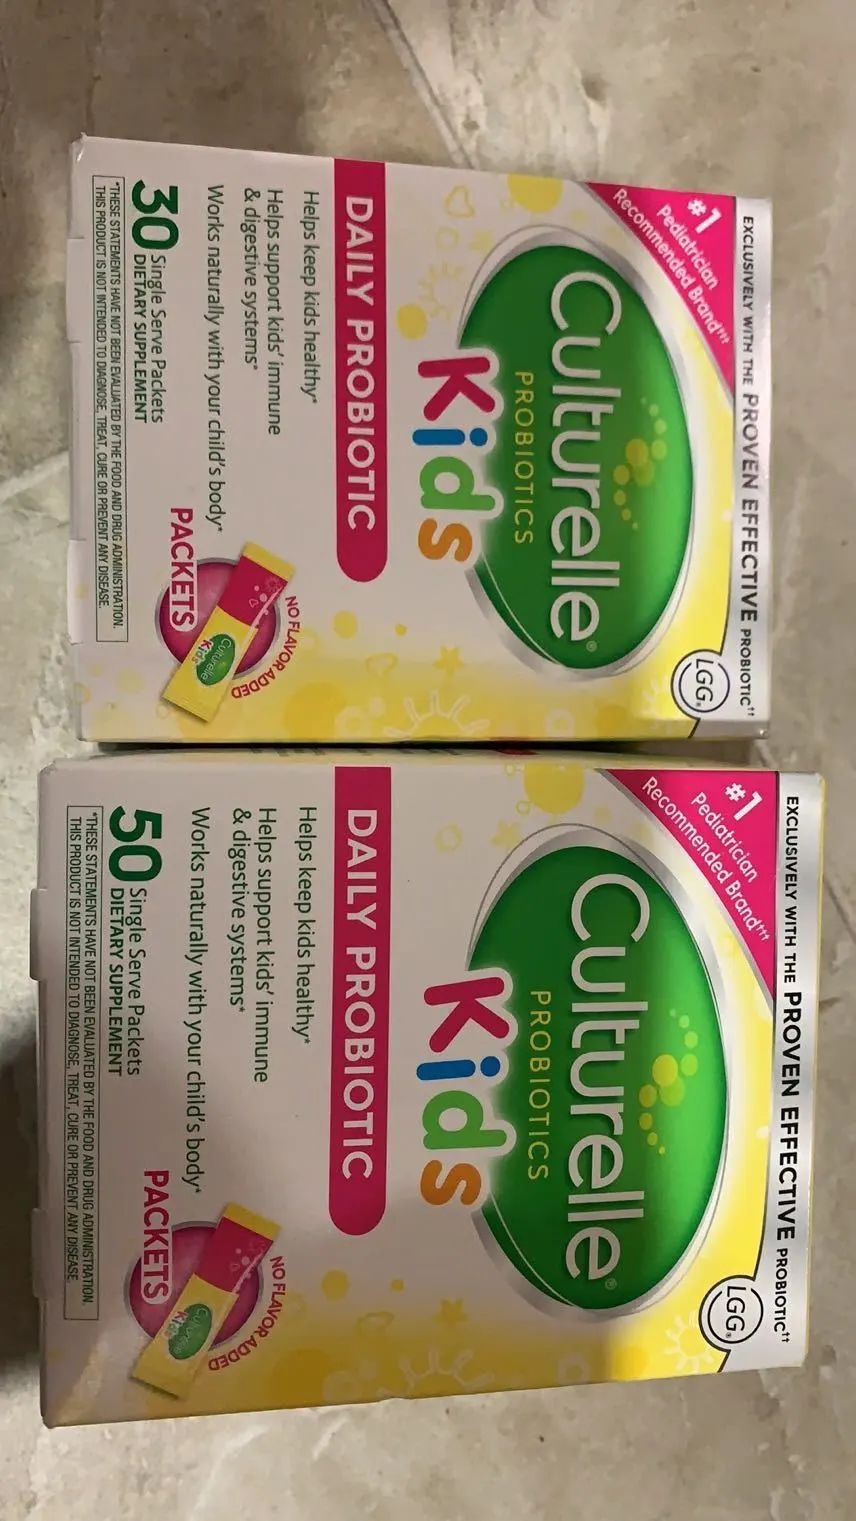 EXCLUSIVELY WITH THE PROVEN EFFECTIVE PROBIOTIC††
#1
Pediatrician
Recommended Brand†††
LGG®
Culturelle®
PROBIOTICS
Kids
DAILY PROBIOTIC
Helps keep kids healthy*
Helps support kids' immune
& digestive systems*
Works naturally with your child's body*
NO FLAVOR ADDED
Culturelle
Kids
PACKETS
30 Single Serve Packets
DIETARY SUPPLEMENT
*THESE STATEMENTS HAVE NOT BEEN EVALUATED BY THE FOOD AND DRUG ADMINISTRATION.
THIS PRODUCT IS NOT INTENDED TO DIAGNOSE, TREAT, CURE OR PREVENT ANY DISEASE.
EXCLUSIVELY WITH THE PROVEN EFFECTIVE PROBIOTIC††
#1
Pediatrician
Recommended Brand†††
LGG®
Culturelle®
PROBIOTICS
Kids
DAILY PROBIOTIC
Helps keep kids healthy*
Helps support kids' immune
& digestive systems*
Works naturally with your child's body*
NO FLAVOR ADDED
Culturelle
Kids
PACKETS
50 Single Serve Packets
DIETARY SUPPLEMENT
*THESE STATEMENTS HAVE NOT BEEN EVALUATED BY THE FOOD AND DRUG ADMINISTRATION.
THIS PRODUCT IS NOT INTENDED TO DIAGNOSE, TREAT, CURE OR PREVENT ANY DISEASE.